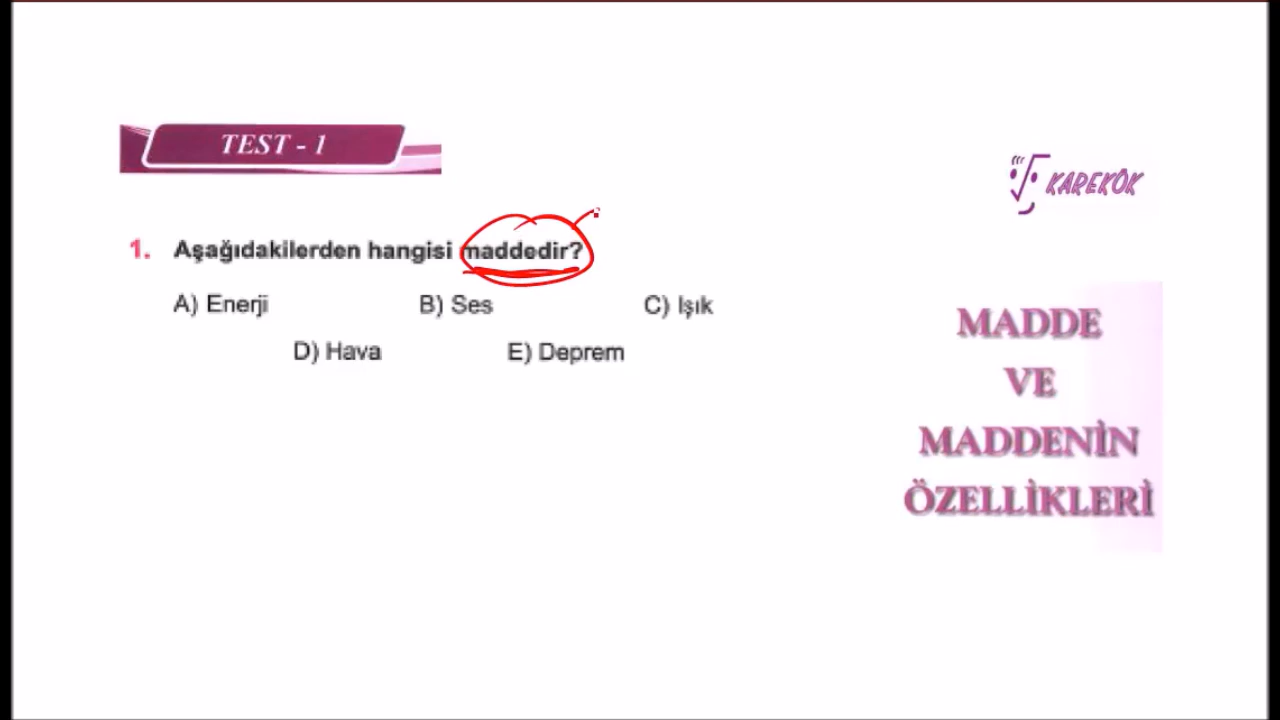 TEST - 1
KAREKÖK
1. Aşağıdakilerden hangisi maddedir?
A) Enerji B) Ses C) Işık
D) Hava E) Deprem
MADDE
VE
MADDENİN
ÖZELLİKLERİ